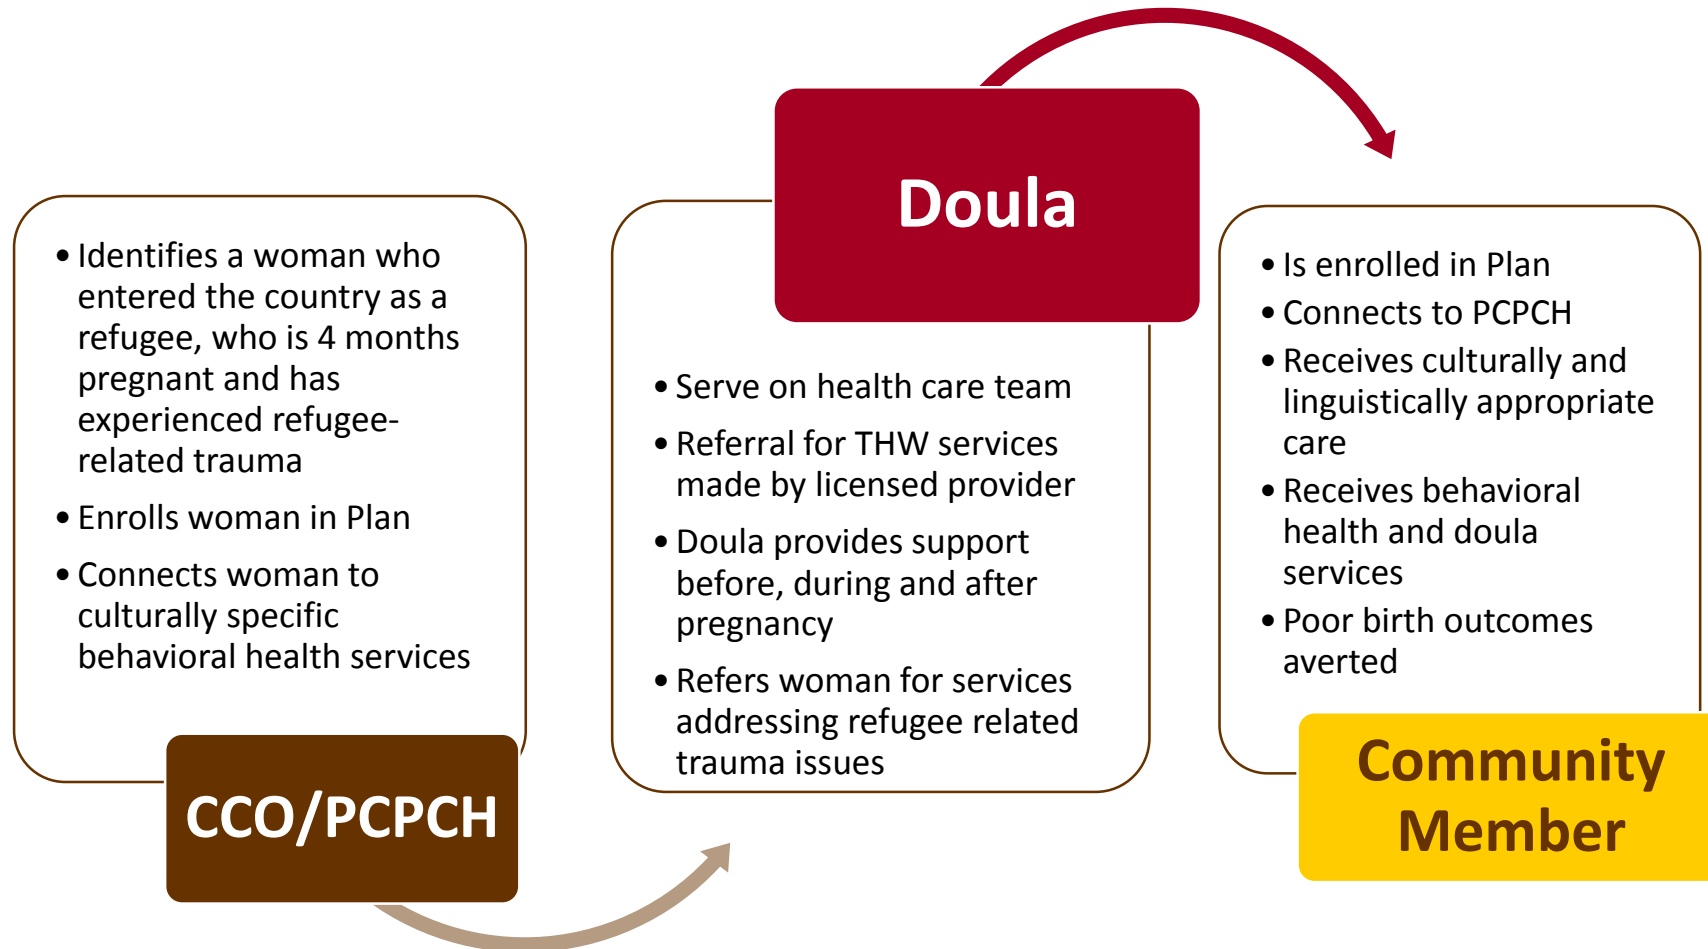 • Identifies a woman who
entered the country as a
refugee, who is 4 months
pregnant and has
experienced refugee-
related trauma
• Enrolls woman in Plan
• Connects woman to
culturally specific
behavioral health services
CCO/PCPCH
Doula
• Serve on health care team
• Referral for THW services
made by licensed provider
• Doula provides support
before, during and after
pregnancy
• Refers woman for services
addressing refugee related
trauma issues
• Is enrolled in Plan
• Connects to PCPCH
• Receives culturally and
linguistically appropriate
care
• Receives behavioral
health and doula
services
• Poor birth outcomes
averted
Community
Member